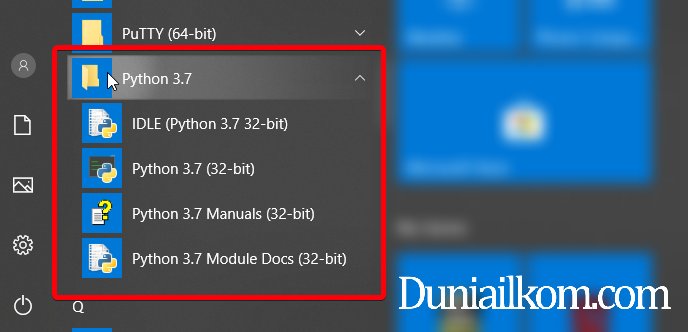 PuTTY (64-bit)
Python 3.7
IDLE (Python 3.7 32-bit)
Python 3.7 (32-bit)
Python 3.7 Manuals (32-bit)
Python 3.7 Module Docs (32-bit)
Q
Duniailkom.com